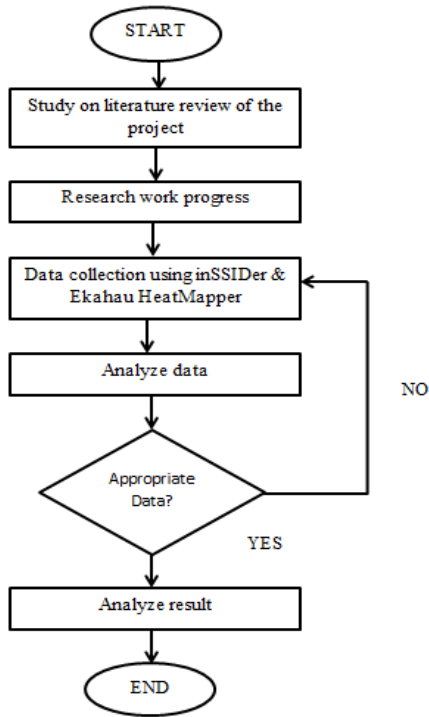 START
Study on literature review of the
project
Research work progress
Data collection using inSSIDer &
Ekahau HeatMapper
Analyze data
NO
Appropriate
Data?
YES
Analyze result
END